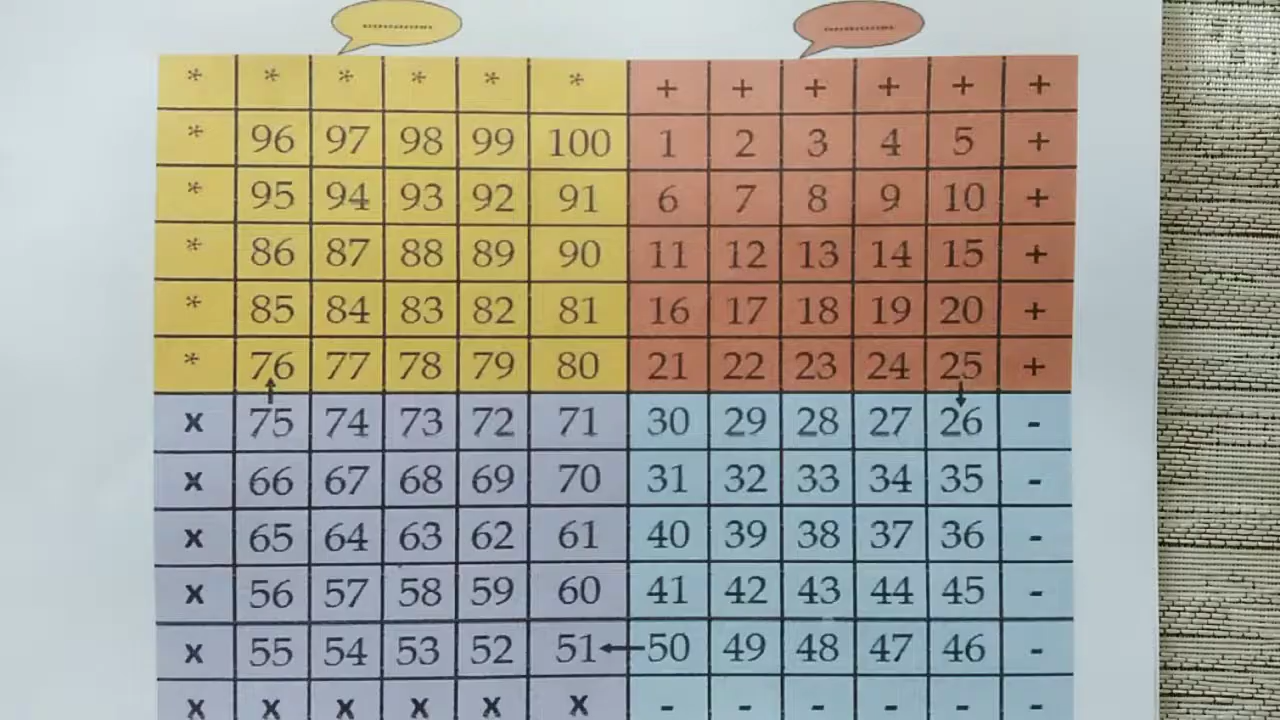 ............ ............
* * * * * * + + + + + +
* 96 97 98 99 100 1 2 3 4 5 +
* 95 94 93 92 91 6 7 8 9 10 +
* 86 87 88 89 90 11 12 13 14 15 +
* 85 84 83 82 81 16 17 18 19 20 +
* 76 77 78 79 80 21 22 23 24 25 +
x 75 74 73 72 71 30 29 28 27 26 -
x 66 67 68 69 70 31 32 33 34 35 -
x 65 64 63 62 61 40 39 38 37 36 -
x 56 57 58 59 60 41 42 43 44 45 -
x 55 54 53 52 51 50 49 48 47 46 -
x x x x x x - - - - - -